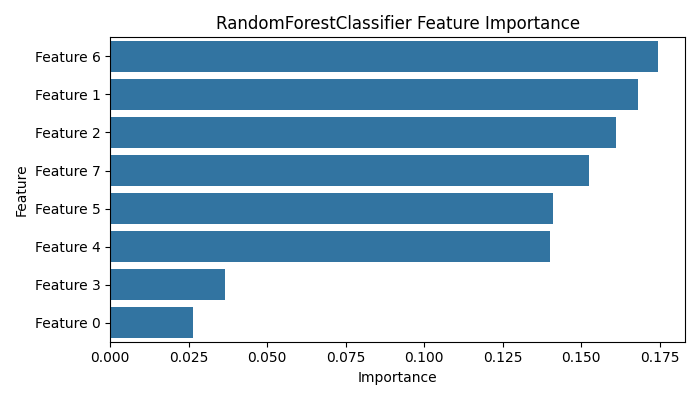 RandomForestClassifier Feature Importance
Feature 6
Feature 1
Feature 2
Feature 7
Feature 5
Feature 4
Feature 3
Feature 0
Feature
0.000 0.025 0.050 0.075 0.100 0.125 0.150 0.175
Importance